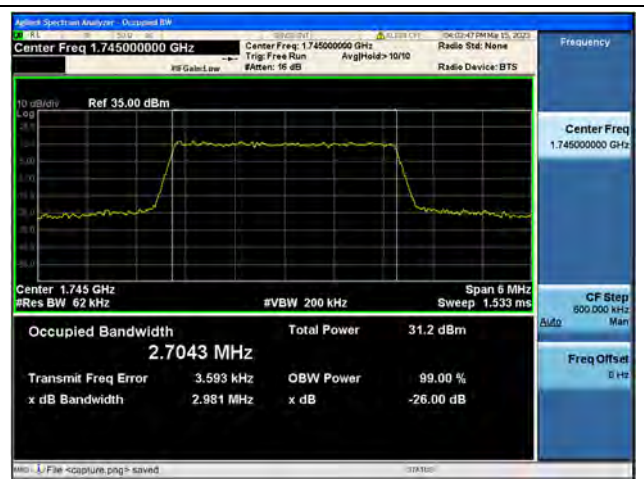 Agilent Spectrum Analyzer - Occupied BW
RL
Center Freq 1.745000000 GHz
Center Freq: 1.745000000 GHz
Radio Std: None
Trig: Free Run
Avg|Hold:>10/10
#IFGain:Low
#Atten: 16 dB
Radio Device: BTS
04:02:47 PM Mar 15, 2023
Frequency
10 dB/div
Ref 35.00 dBm
Log
Center Freq
1.745000000 GHz
Center 1.745 GHz
Span 6 MHz
#Res BW 62 kHz
#VBW 200 kHz
Sweep 1.533 ms
CF Step
600.000 kHz
Auto
Man
Occupied Bandwidth
Total Power
31.2 dBm
2.7043 MHz
Freq Offset
0 Hz
Transmit Freq Error
3.593 kHz
OBW Power
99.00 %
x dB Bandwidth
2.981 MHz
x dB
-26.00 dB
MSG
File <capture.png> saved
STATUS